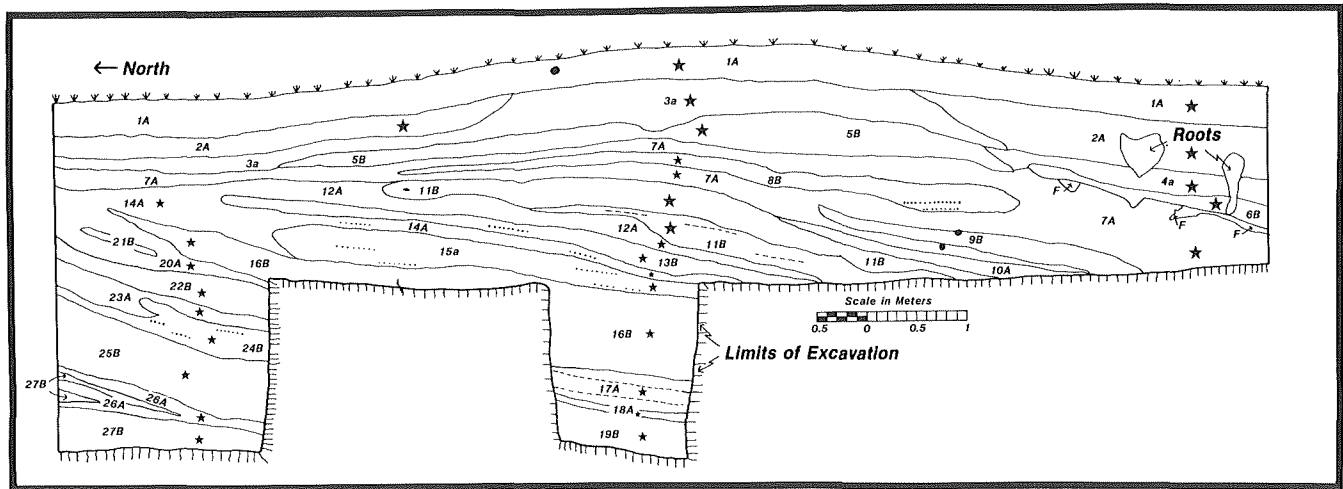 ← North
1A
1A
1A
2A
3a
5B
2A
Roots
3a
5B
7A
7A
12A
11B
7A
8B
4a
F
6B
14A
14A
12A
11B
9B
7A
F
F
21B
20A
16B
15a
13B
11B
10A
22B
23A
24B
Scale in Meters
0.5 0 0.5 1
16B
Limits of Excavation
25B
27B
26A
26A
17A
18A
27B
19B